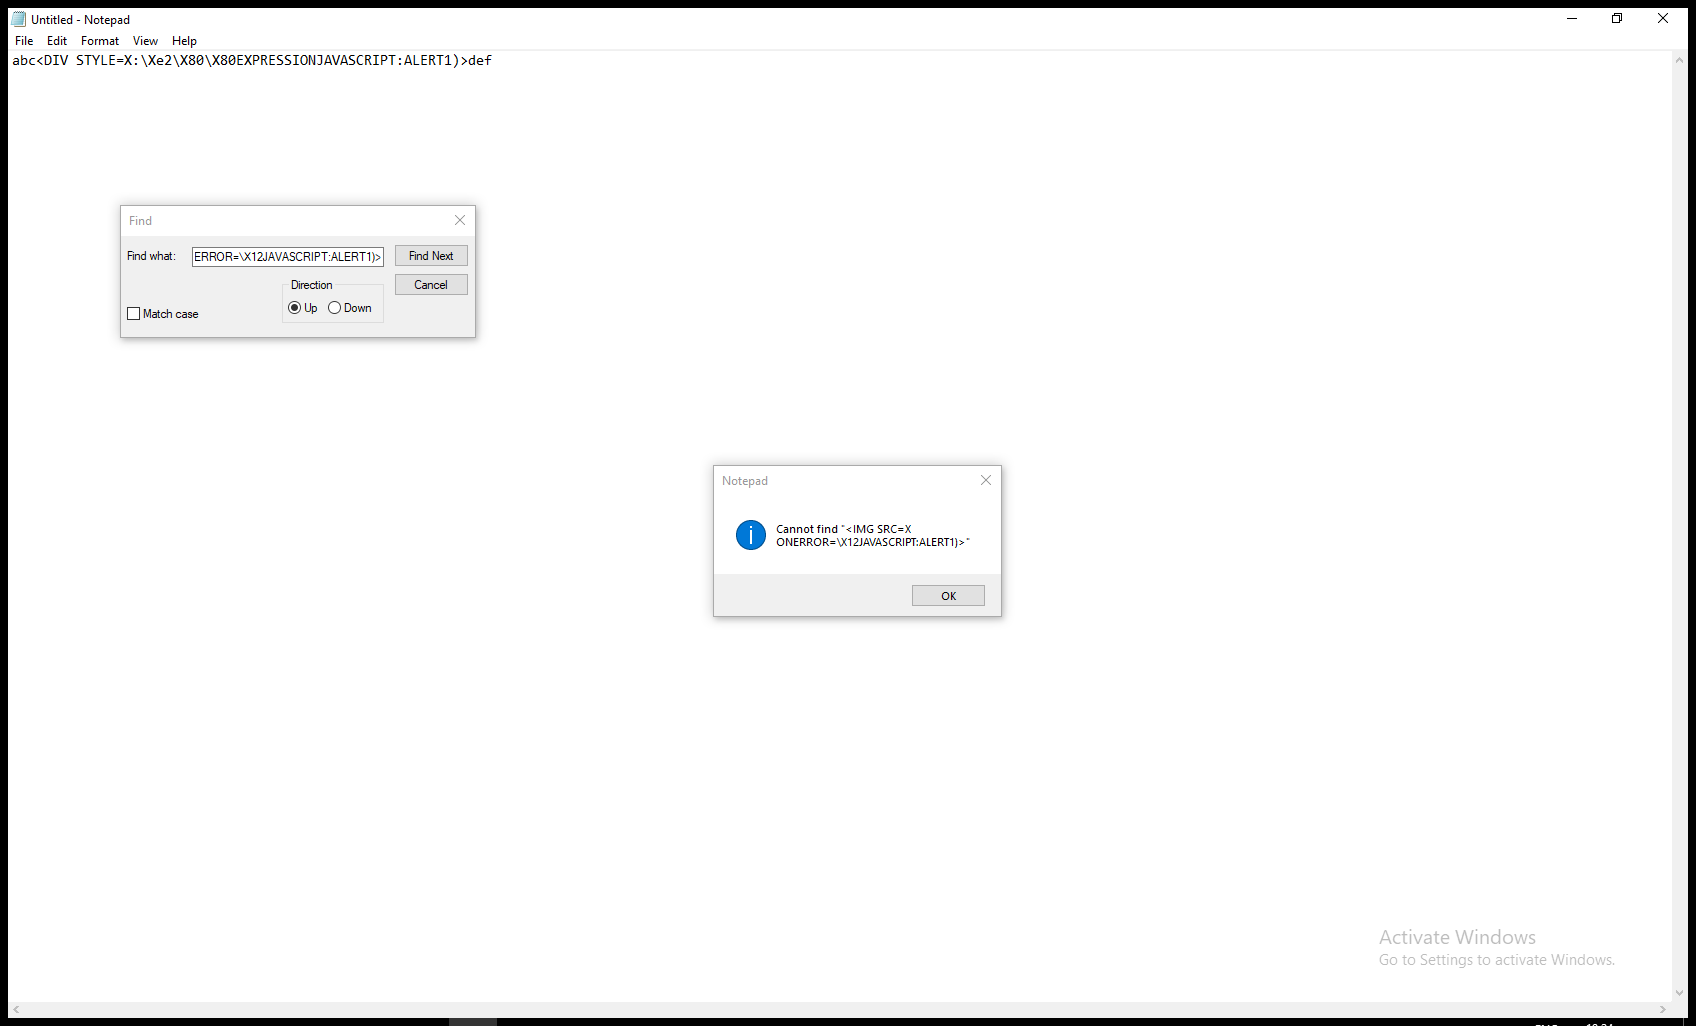 Untitled - Notepad
File Edit Format View Help
abc<DIV STYLE=X:\Xe2\X80\X80EXPRESSIONJAVASCRIPT:ALERT1)>def
Find
Find what: ERROR=\X12JAVASCRIPT:ALERT1)> Find Next
Direction Cancel
Up Down
Match case
Notepad
Cannot find "<IMG SRC=X
ONERROR=\X12JAVASCRIPT:ALERT1)>"
OK
Activate Windows
Go to Settings to activate Windows.